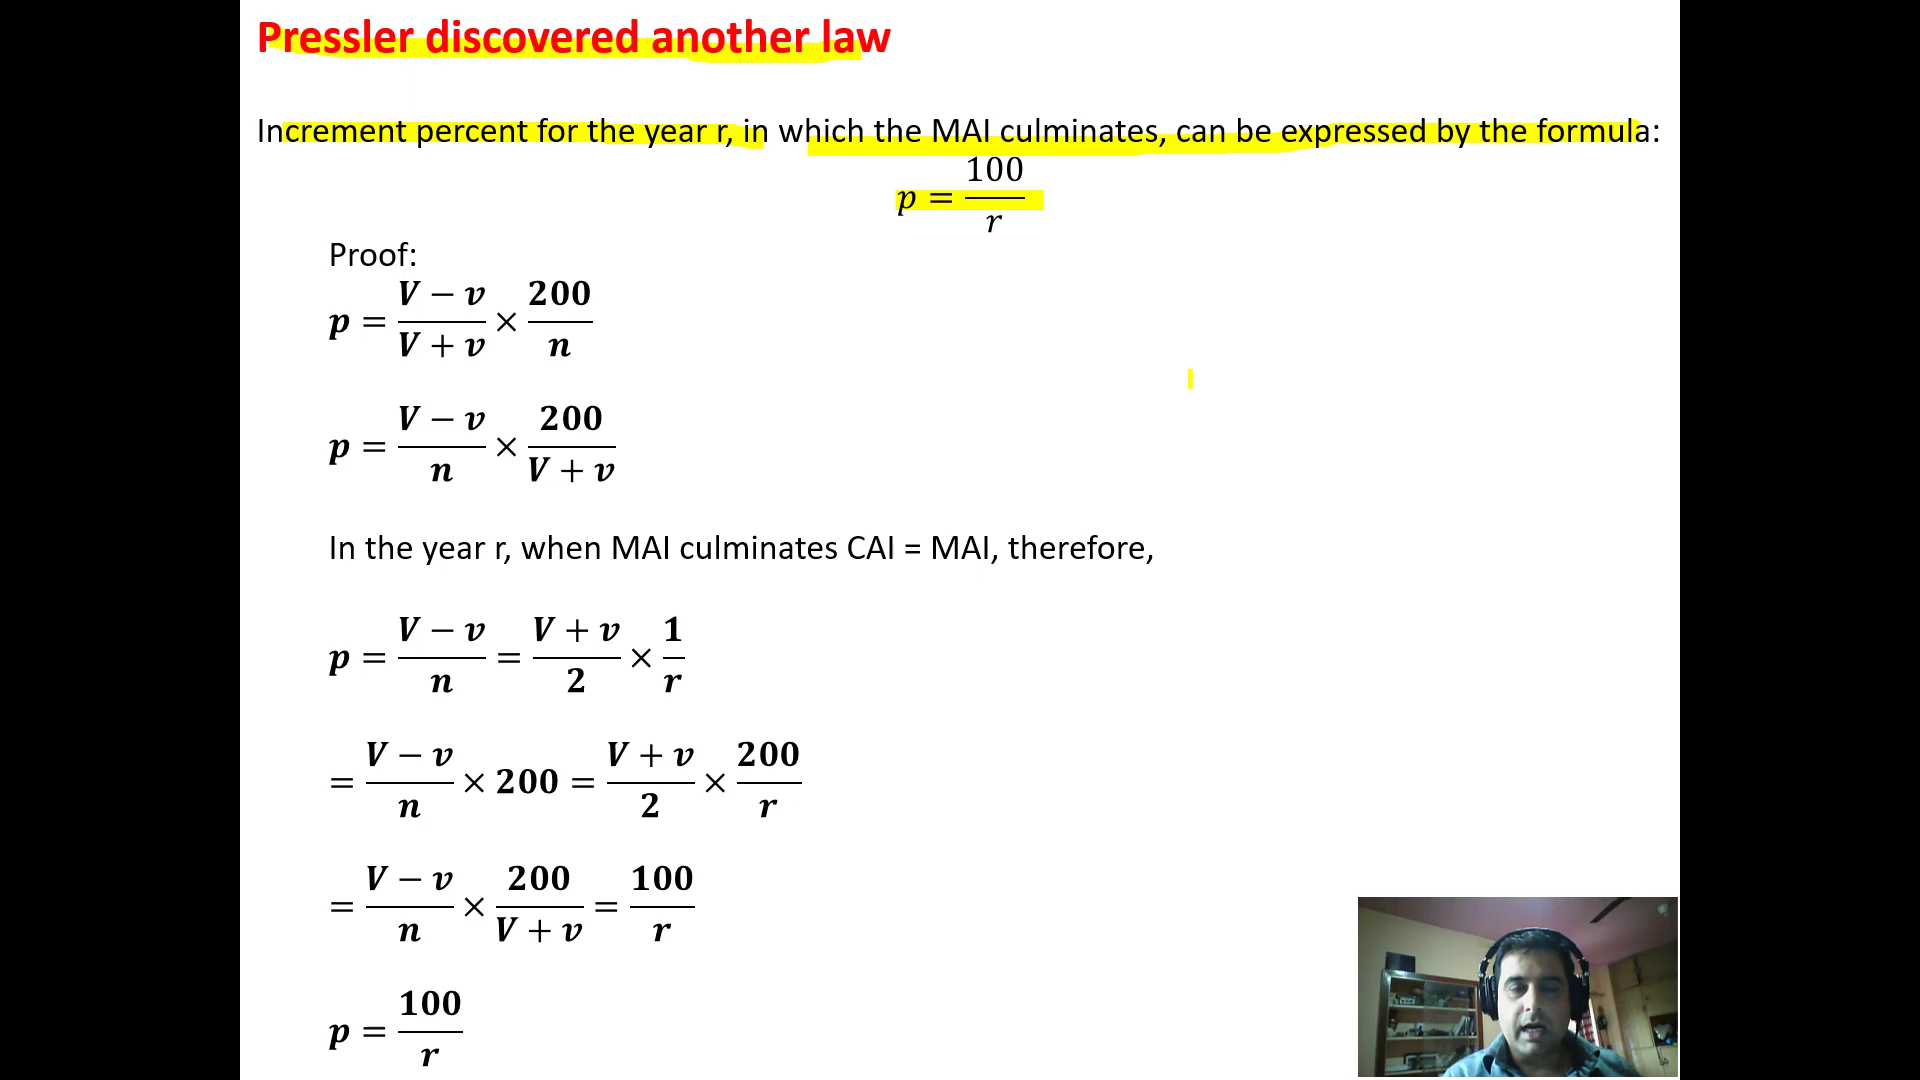 Pressler discovered another law
Increment percent for the year r, in which the MAI culminates, can be expressed by the formula:
p = 100/r
Proof:
p = (V − v)/(V + v) × 200/n
p = (V − v)/n × 200/(V + v)
In the year r, when MAI culminates CAI = MAI, therefore,
p = (V − v)/n = (V + v)/2 × 1/r
= (V − v)/n × 200 = (V + v)/2 × 200/r
= (V − v)/n × 200/(V + v) = 100/r
p = 100/r